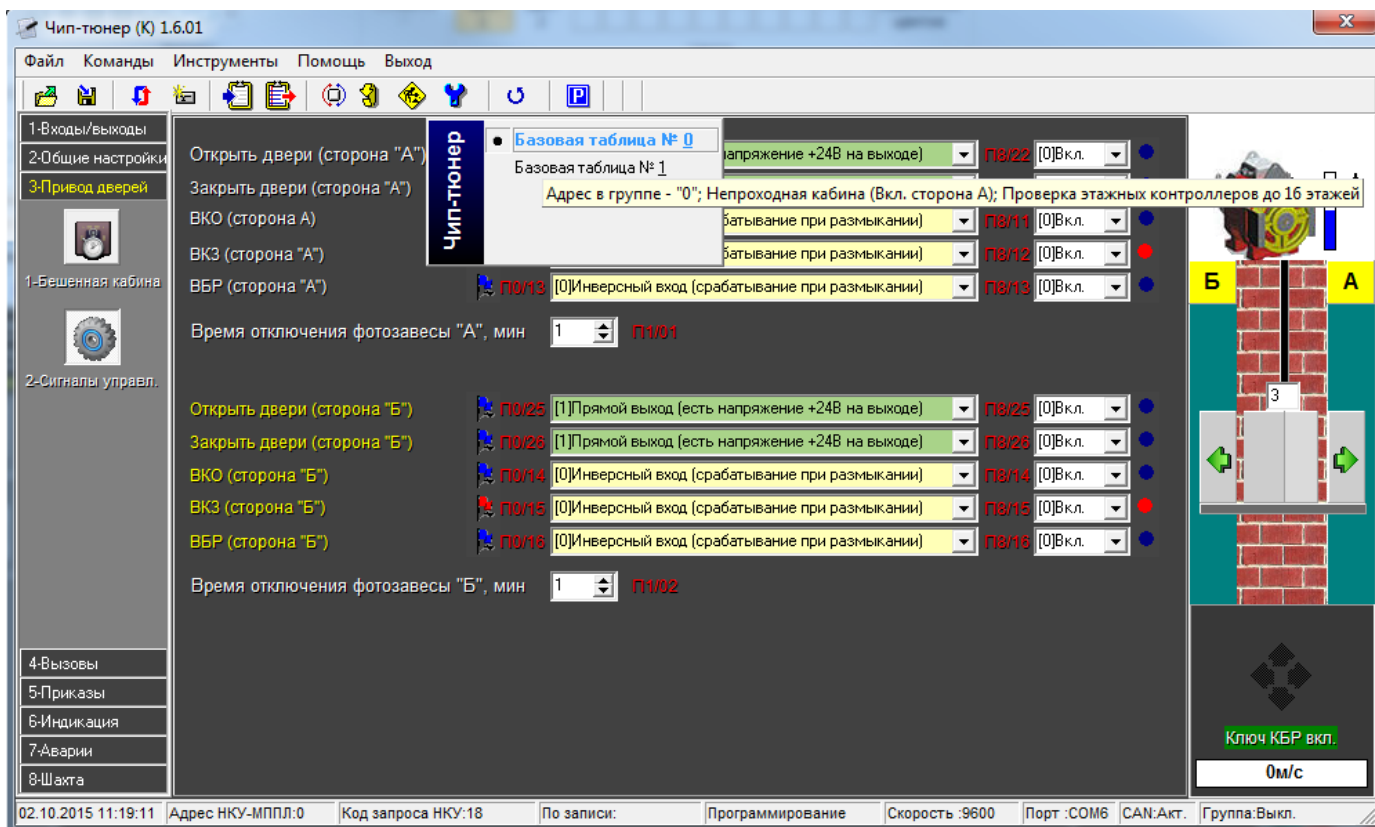 Чип-тюнер (К) 1.6.01
Файл Команды Инструменты Помощь Выход
1-Входы/выходы
2-Общие настройки
3-Привод дверей
1-Бешенная кабина
2-Сигналы управл.
4-Вызовы
5-Приказы
6-Индикация
7-Аварии
8-Шахта
Чип-тюнер
Базовая таблица № 0
Базовая таблица № 1
Адрес в группе - "0"; Непроходная кабина (Вкл. сторона А); Проверка этажных контроллеров до 16 этажей
Открыть двери (сторона "А") напряжение +24В на выходе) П8/22 [0]Вкл.
Закрыть двери (сторона "А")
ВКО (сторона А) срабатывание при размыкании) П8/11 [0]Вкл.
ВКЗ (сторона "А") срабатывание при размыкании) П8/12 [0]Вкл.
ВБР (сторона "А") П0/13 [0]Инверсный вход (срабатывание при размыкании) П8/13 [0]Вкл.
Время отключения фотозавесы "А", мин 1 П1/01
Открыть двери (сторона "Б") П0/25 [1]Прямой выход (есть напряжение +24В на выходе) П8/25 [0]Вкл.
Закрыть двери (сторона "Б") П0/26 [1]Прямой выход (есть напряжение +24В на выходе) П8/26 [0]Вкл.
ВКО (сторона "Б") П0/14 [0]Инверсный вход (срабатывание при размыкании) П8/14 [0]Вкл.
ВКЗ (сторона "Б") П0/15 [0]Инверсный вход (срабатывание при размыкании) П8/15 [0]Вкл.
ВБР (сторона "Б") П0/16 [0]Инверсный вход (срабатывание при размыкании) П8/16 [0]Вкл.
Время отключения фотозавесы "Б", мин 1 П1/02
Б А
3
Ключ КБР вкл.
0м/с
02.10.2015 11:19:11 Адрес НКУ-МППЛ:0 Код запроса НКУ:18 По записи: Программирование Скорость :9600 Порт :COM6 CAN:Акт. Группа:Выкл.